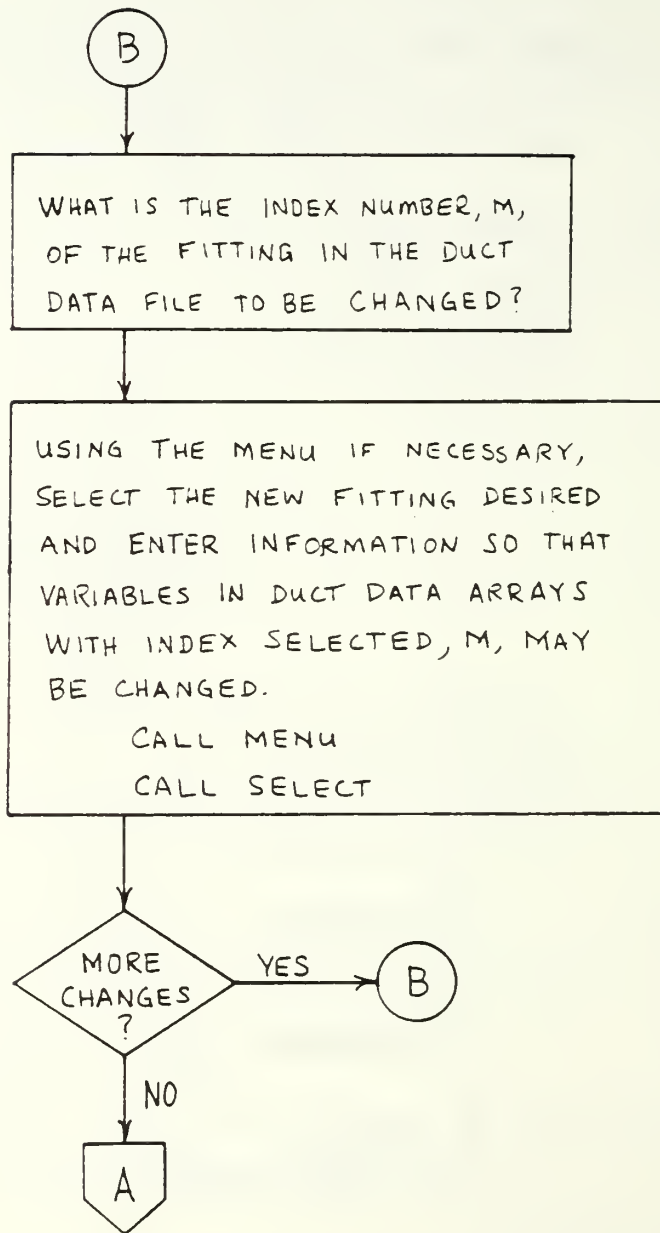 B
WHAT IS THE INDEX NUMBER, M,
OF THE FITTING IN THE DUCT
DATA FILE TO BE CHANGED?
USING THE MENU IF NECESSARY,
SELECT THE NEW FITTING DESIRED
AND ENTER INFORMATION SO THAT
VARIABLES IN DUCT DATA ARRAYS
WITH INDEX SELECTED, M, MAY
BE CHANGED.
CALL MENU
CALL SELECT
MORE
CHANGES
?
YES
B
NO
A